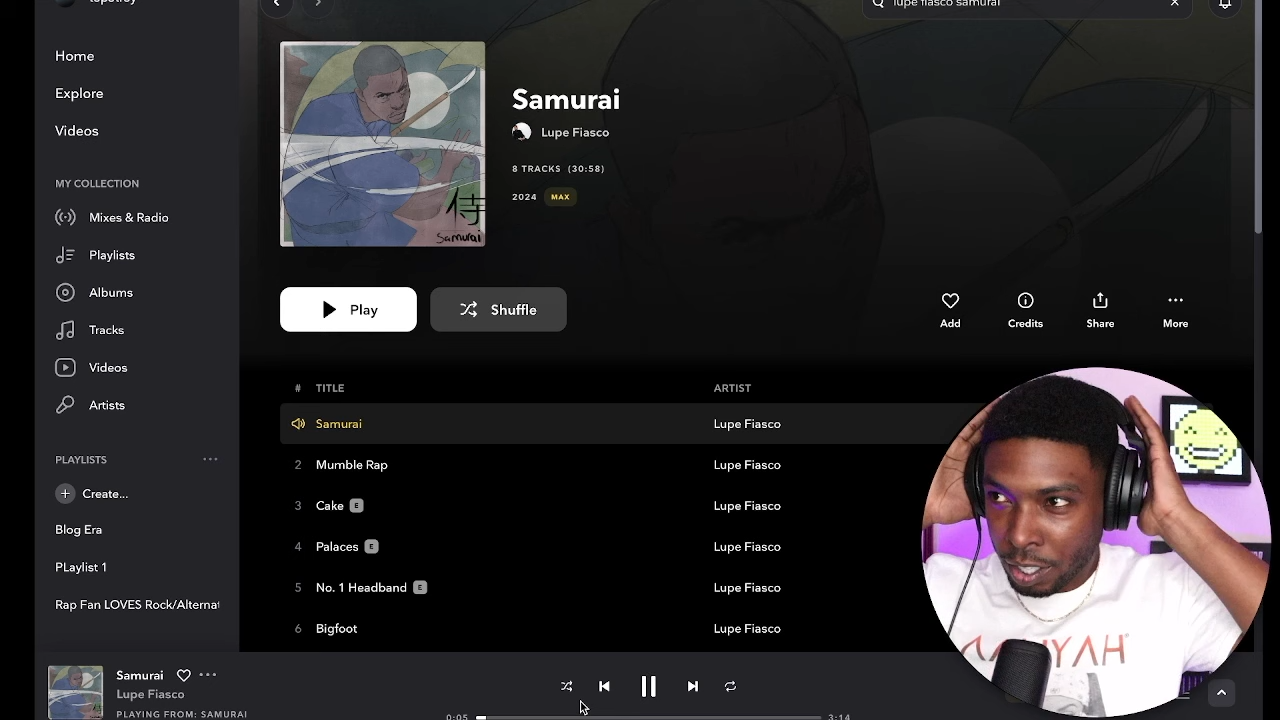 lupe fiasco samurai
Home
Explore
Videos
MY COLLECTION
Mixes & Radio
Playlists
Albums
Tracks
Videos
Artists
PLAYLISTS
Create...
Blog Era
Playlist 1
Rap Fan LOVES Rock/Alternat
侍
Samurai
Samurai
Lupe Fiasco
8 TRACKS (30:58)
2024 MAX
Play
Shuffle
Add
Credits
Share
More
# TITLE ARTIST
Samurai Lupe Fiasco
2 Mumble Rap Lupe Fiasco
3 Cake E Lupe Fiasco
4 Palaces E Lupe Fiasco
5 No. 1 Headband E Lupe Fiasco
6 Bigfoot Lupe Fiasco
Samurai
Lupe Fiasco
PLAYING FROM: SAMURAI
0:05
3:14